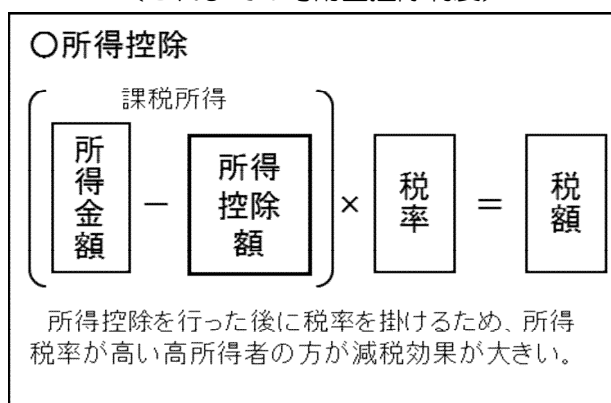 〇所得控除
課税所得
所得金額
－
所得控除額
×
税率
＝
税額
所得控除を行った後に税率を掛けるため、所得
税率が高い高所得者の方が減税効果が大きい。